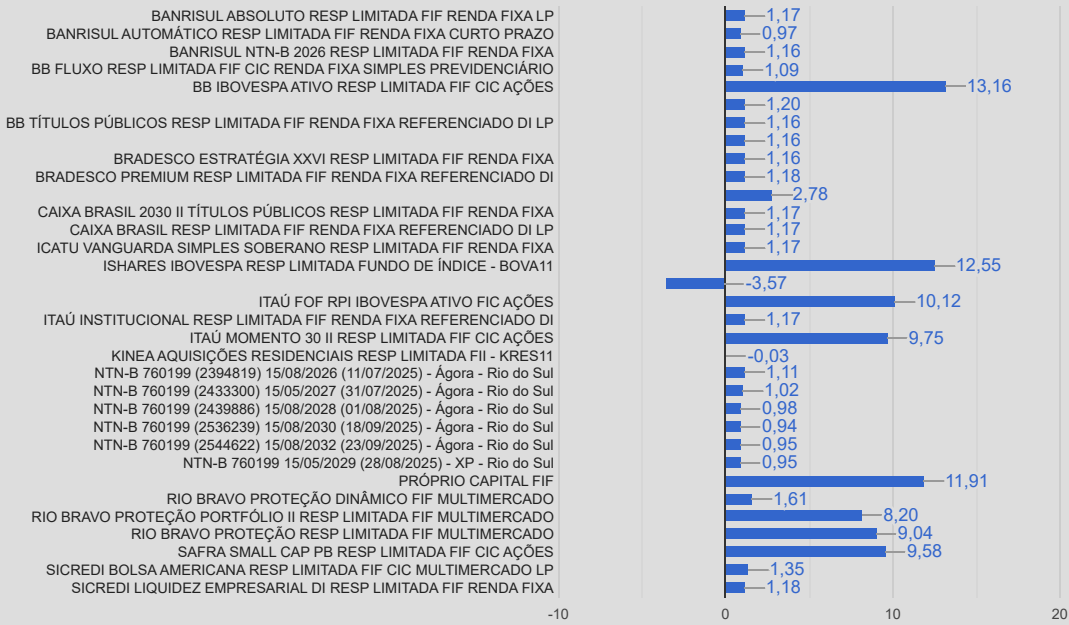 BANRISUL ABSOLUTO RESP LIMITADA FIF RENDA FIXA LP 1,17
BANRISUL AUTOMÁTICO RESP LIMITADA FIF RENDA FIXA CURTO PRAZO 0,97
BANRISUL NTN-B 2026 RESP LIMITADA FIF RENDA FIXA 1,16
BB FLUXO RESP LIMITADA FIF CIC RENDA FIXA SIMPLES PREVIDENCIÁRIO 1,09
BB IBOVESPA ATIVO RESP LIMITADA FIF CIC AÇÕES 13,16
1,20
BB TÍTULOS PÚBLICOS RESP LIMITADA FIF RENDA FIXA REFERENCIADO DI LP 1,16
1,16
BRADESCO ESTRATÉGIA XXVI RESP LIMITADA FIF RENDA FIXA 1,16
BRADESCO PREMIUM RESP LIMITADA FIF RENDA FIXA REFERENCIADO DI 1,18
2,78
CAIXA BRASIL 2030 II TÍTULOS PÚBLICOS RESP LIMITADA FIF RENDA FIXA 1,17
CAIXA BRASIL RESP LIMITADA FIF RENDA FIXA REFERENCIADO DI LP 1,17
ICATU VANGUARDA SIMPLES SOBERANO RESP LIMITADA FIF RENDA FIXA 1,17
ISHARES IBOVESPA RESP LIMITADA FUNDO DE ÍNDICE - BOVA11 12,55
-3,57
ITAÚ FOF RPI IBOVESPA ATIVO FIC AÇÕES 10,12
ITAÚ INSTITUCIONAL RESP LIMITADA FIF RENDA FIXA REFERENCIADO DI 1,17
ITAÚ MOMENTO 30 II RESP LIMITADA FIF CIC AÇÕES 9,75
KINEA AQUISIÇÕES RESIDENCIAIS RESP LIMITADA FII - KRES11 -0,03
NTN-B 760199 (2394819) 15/08/2026 (11/07/2025) - Ágora - Rio do Sul 1,11
NTN-B 760199 (2433300) 15/05/2027 (31/07/2025) - Ágora - Rio do Sul 1,02
NTN-B 760199 (2439886) 15/08/2028 (01/08/2025) - Ágora - Rio do Sul 0,98
NTN-B 760199 (2536239) 15/08/2030 (18/09/2025) - Ágora - Rio do Sul 0,94
NTN-B 760199 (2544622) 15/08/2032 (23/09/2025) - Ágora - Rio do Sul 0,95
NTN-B 760199 15/05/2029 (28/08/2025) - XP - Rio do Sul 0,95
PRÓPRIO CAPITAL FIF 11,91
RIO BRAVO PROTEÇÃO DINÂMICO FIF MULTIMERCADO 1,61
RIO BRAVO PROTEÇÃO PORTFÓLIO II RESP LIMITADA FIF MULTIMERCADO 8,20
RIO BRAVO PROTEÇÃO RESP LIMITADA FIF MULTIMERCADO 9,04
SAFRA SMALL CAP PB RESP LIMITADA FIF CIC AÇÕES 9,58
SICREDI BOLSA AMERICANA RESP LIMITADA FIF CIC MULTIMERCADO LP 1,35
SICREDI LIQUIDEZ EMPRESARIAL DI RESP LIMITADA FIF RENDA FIXA 1,18
-10 0 10 20